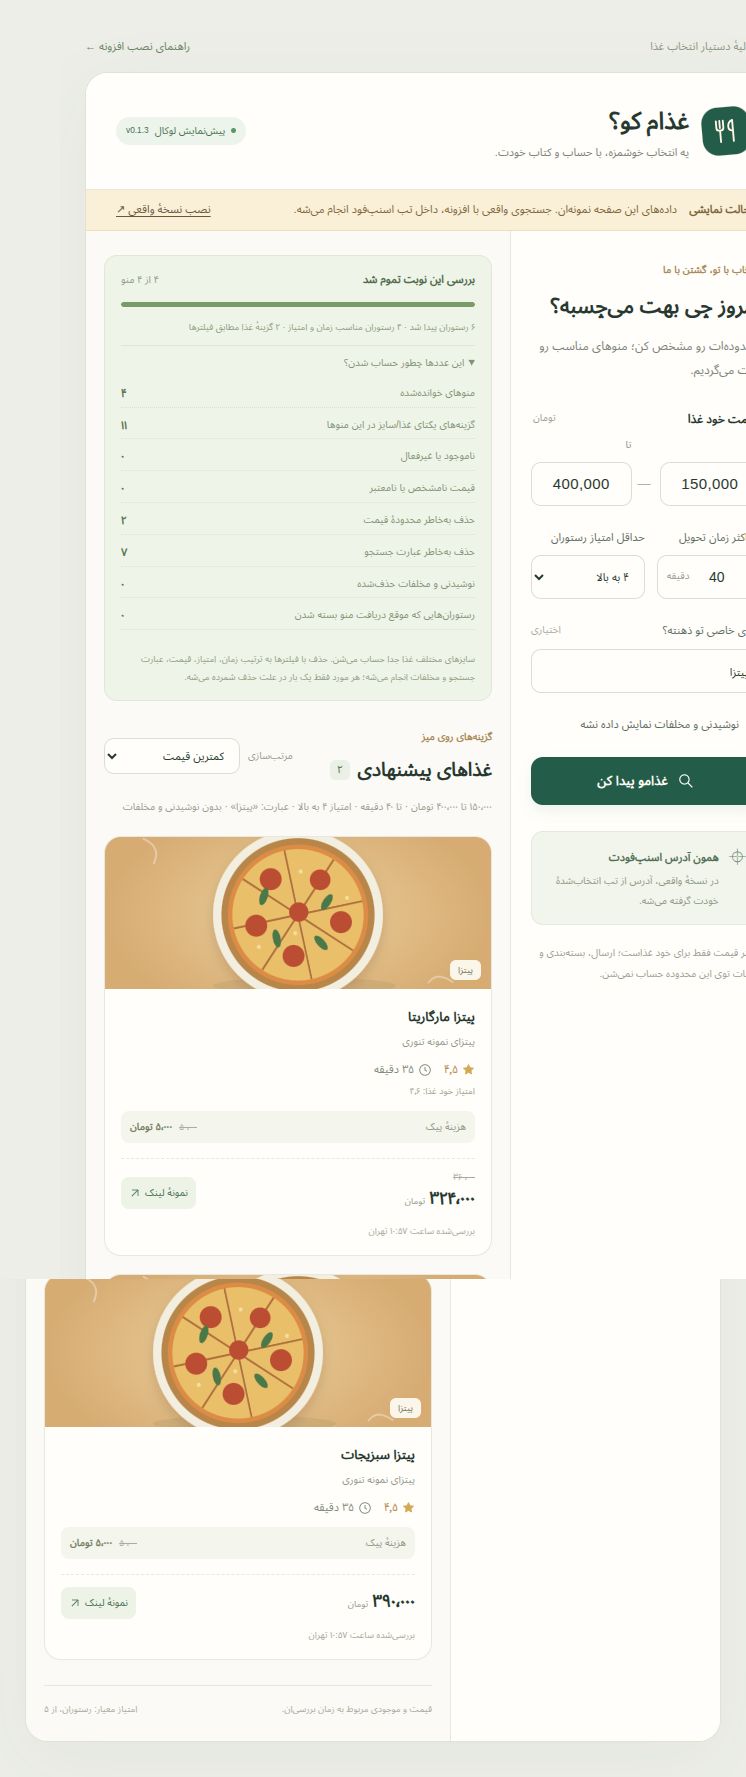 راهنمای نصب افزونه ←
دستیار انتخاب غذا
غذام کو؟
یه انتخاب خوشمزه، با حساب و کتاب خودت.
پیش‌نمایش لوکال v0.1.3
نمایشی داده‌های این صفحه نمونه‌ان. جستجوی واقعی با افزونه، داخل تب اسنپ‌فود انجام می‌شه.
نصب نسخهٔ واقعی ↗
با تو، گشتن با ما
چی بهت می‌چسبه؟
رو مشخص کن؛ منوهای مناسب رو
می‌گردیم.
خود غذا
تومان
تا
150,000 — 400,000
زمان تحویل
حداقل امتیاز رستوران
40 دقیقه
۴ به بالا
خاصی تو ذهنته؟
اختیاری
نوشیدنی و مخلفات نمایش داده نشه
غذامو پیدا کن
همون آدرس اسنپ‌فودت
در نسخهٔ واقعی، آدرس از تب انتخاب‌شدهٔ
خودت گرفته می‌شه.
قیمت فقط برای خود غذاست؛ ارسال، بسته‌بندی و
توی این محدوده حساب نمی‌شن.
بررسی این نوبت تموم شد
۴ از ۴ منو
۶ رستوران پیدا شد · ۴ رستوران مناسب زمان و امتیاز · ۲ گزینهٔ غذا مطابق فیلترها
▼ این عددها چطور حساب شدن؟
منوهای خوانده‌شده ۴
گزینه‌های یکتای غذا/سایز در این منوها ۱۱
ناموجود یا غیرفعال ۰
قیمت نامشخص یا نامعتبر ۰
حذف به‌خاطر محدودهٔ قیمت ۲
حذف به‌خاطر عبارت جستجو ۷
نوشیدنی و مخلفات حذف‌شده ۰
رستوران‌هایی که موقع دریافت منو بسته شدن ۰
سایزهای مختلف غذا جدا حساب می‌شن. حذف با فیلترها به ترتیب زمان، امتیاز، قیمت، عبارت
جستجو و مخلفات انجام می‌شه؛ هر مورد فقط یک بار در علت حذف شمرده می‌شه.
گزینه‌های روی میز
غذاهای پیشنهادی ۲
مرتب‌سازی
کمترین قیمت
۱۵۰٬۰۰۰ تا ۴۰۰٬۰۰۰ تومان · تا ۴۰ دقیقه · امتیاز ۴ به بالا · عبارت: «پیتزا» · بدون نوشیدنی و مخلفات
پیتزا
پیتزا مارگاریتا
پیتزای نمونه تنوری
۴٫۵ ۳۵ دقیقه
امتیاز خود غذا: ۴٫۶
هزینهٔ پیک
۵٬۰۰۰ تومان
۳۲۴٬۰۰۰ تومان
نمونهٔ لینک
بررسی‌شده ساعت ۱۰:۵۷ تهران
پیتزا
پیتزا سبزیجات
پیتزای نمونه تنوری
۴٫۵ ۳۵ دقیقه
هزینهٔ پیک
۵٬۰۰۰ تومان
۳۹۰٬۰۰۰ تومان
نمونهٔ لینک
بررسی‌شده ساعت ۱۰:۵۷ تهران
قیمت و موجودی مربوط به زمان بررسی‌ان.
امتیاز معیار: رستوران، از ۵